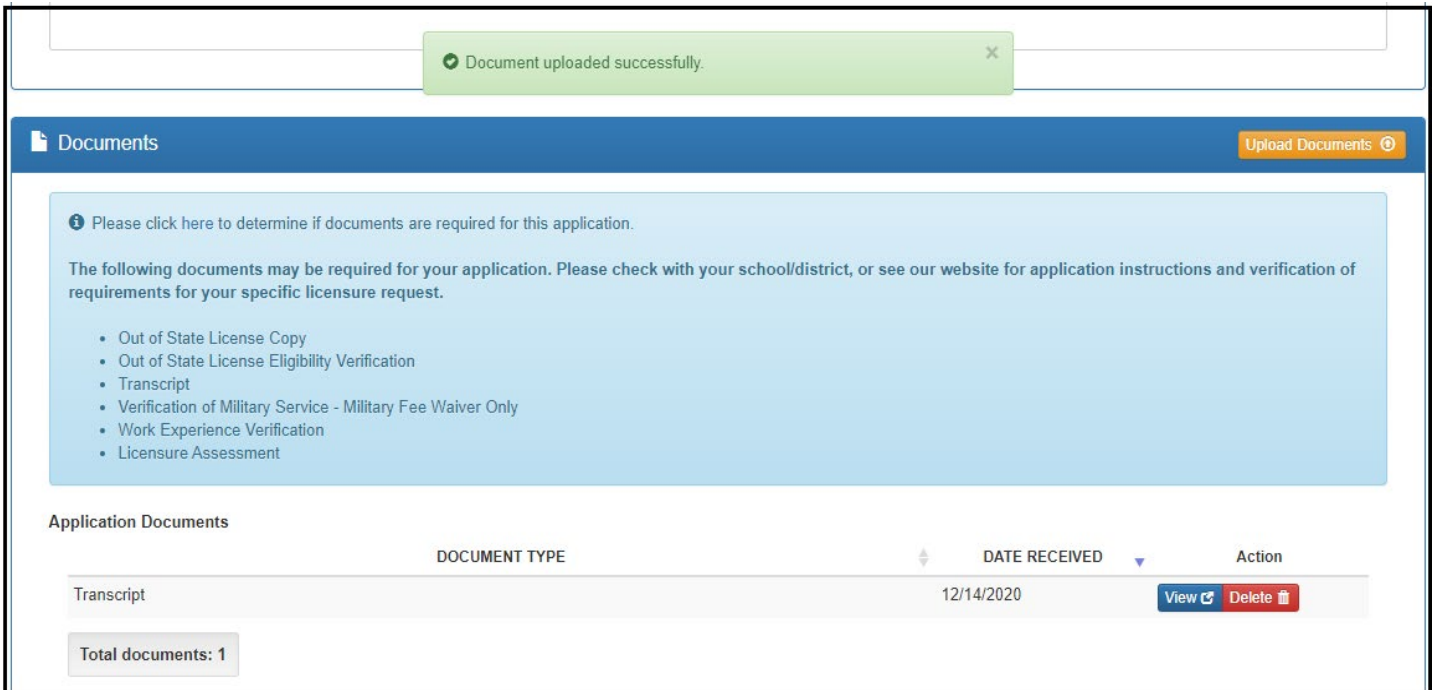 Document uploaded successfully. ×
Documents
Upload Documents
Please click here to determine if documents are required for this application.
The following documents may be required for your application. Please check with your school/district, or see our website for application instructions and verification of
requirements for your specific licensure request.
• Out of State License Copy
• Out of State License Eligibility Verification
• Transcript
• Verification of Military Service - Military Fee Waiver Only
• Work Experience Verification
• Licensure Assessment
Application Documents
DOCUMENT TYPE DATE RECEIVED Action
Transcript 12/14/2020 View Delete
Total documents: 1